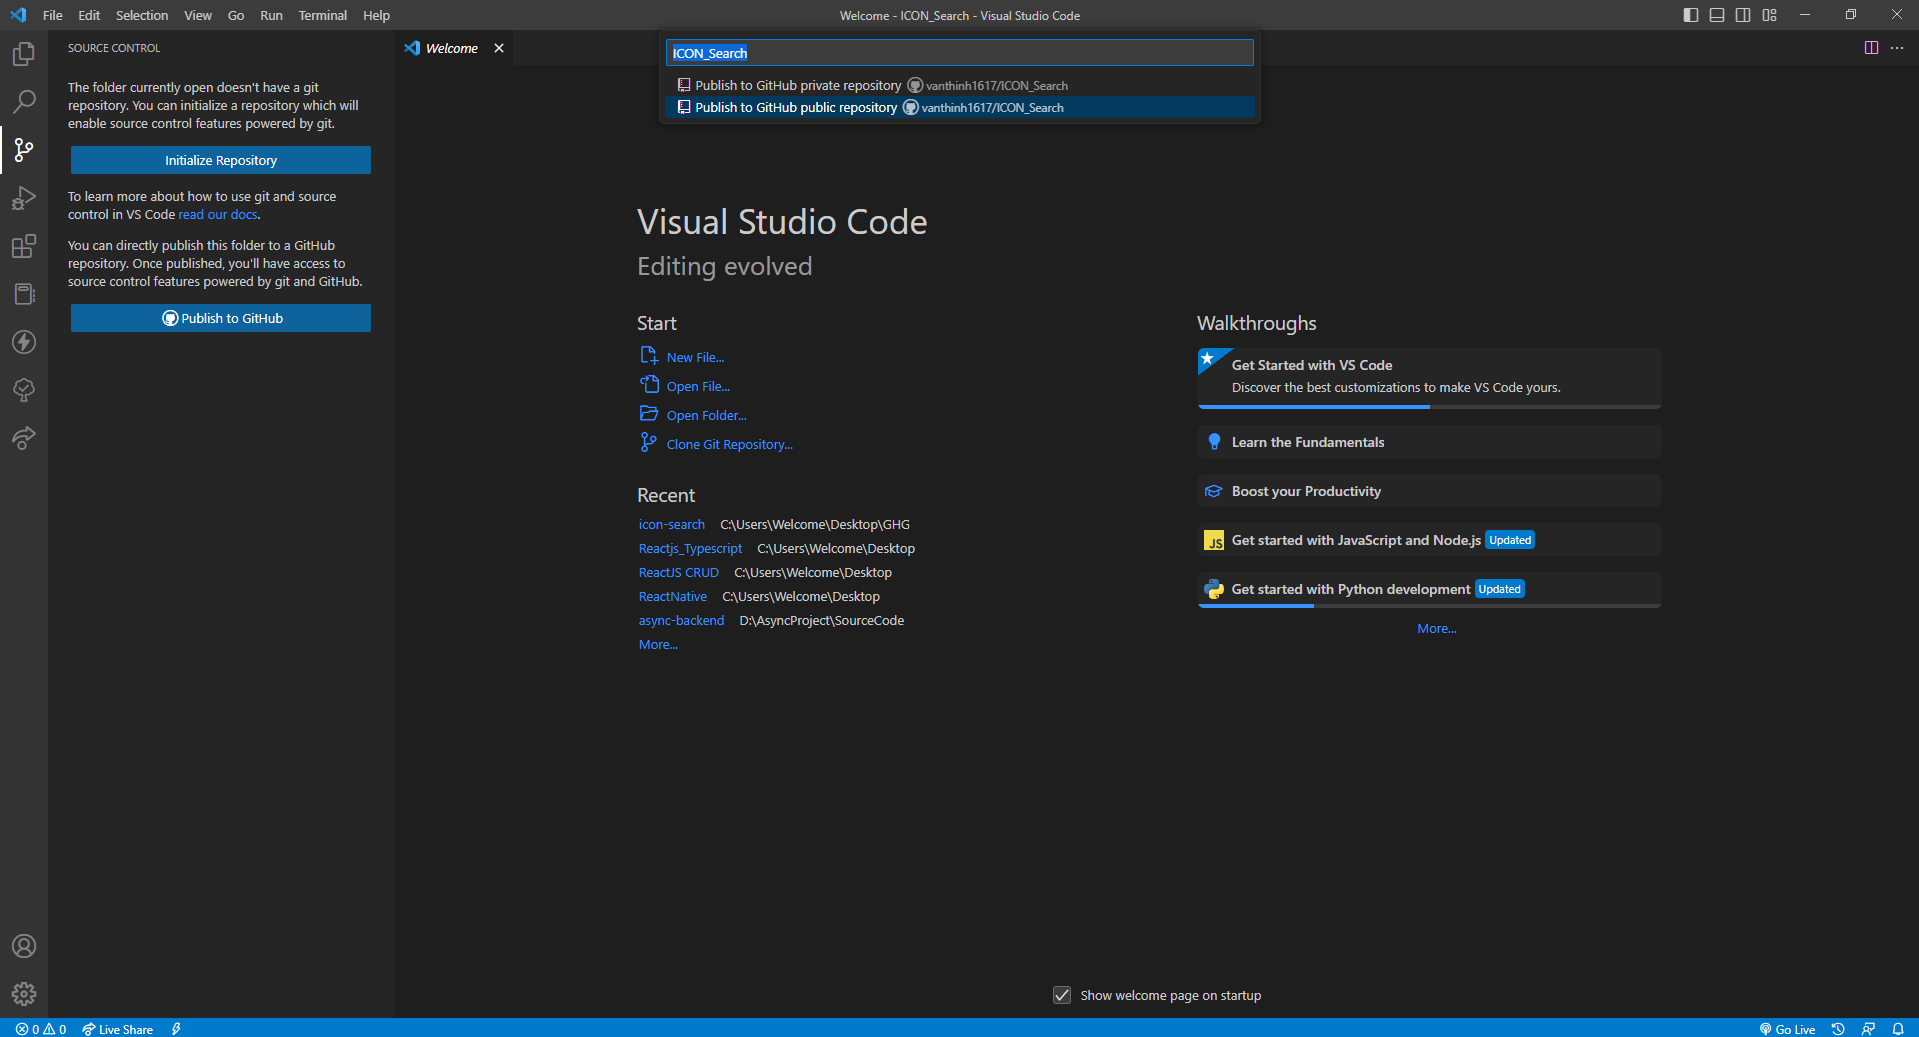 File Edit Selection View Go Run Terminal Help
Welcome - ICON_Search - Visual Studio Code
SOURCE CONTROL
The folder currently open doesn't have a git
repository. You can initialize a repository which will
enable source control features powered by git.
Initialize Repository
To learn more about how to use git and source
control in VS Code read our docs.
You can directly publish this folder to a GitHub
repository. Once published, you'll have access to
source control features powered by git and GitHub.
Publish to GitHub
Welcome
ICON_Search
Publish to GitHub private repository vanthinh1617/ICON_Search
Publish to GitHub public repository vanthinh1617/ICON_Search
Visual Studio Code
Editing evolved
Start
New File...
Open File...
Open Folder...
Clone Git Repository...
Recent
icon-search C:\Users\Welcome\Desktop\GHG
Reactjs_Typescript C:\Users\Welcome\Desktop
ReactJS CRUD C:\Users\Welcome\Desktop
ReactNative C:\Users\Welcome\Desktop
async-backend D:\AsyncProject\SourceCode
More...
Walkthroughs
Get Started with VS Code
Discover the best customizations to make VS Code yours.
Learn the Fundamentals
Boost your Productivity
JS Get started with JavaScript and Node.js Updated
Get started with Python development Updated
More...
Show welcome page on startup
0 0 Live Share
Go Live